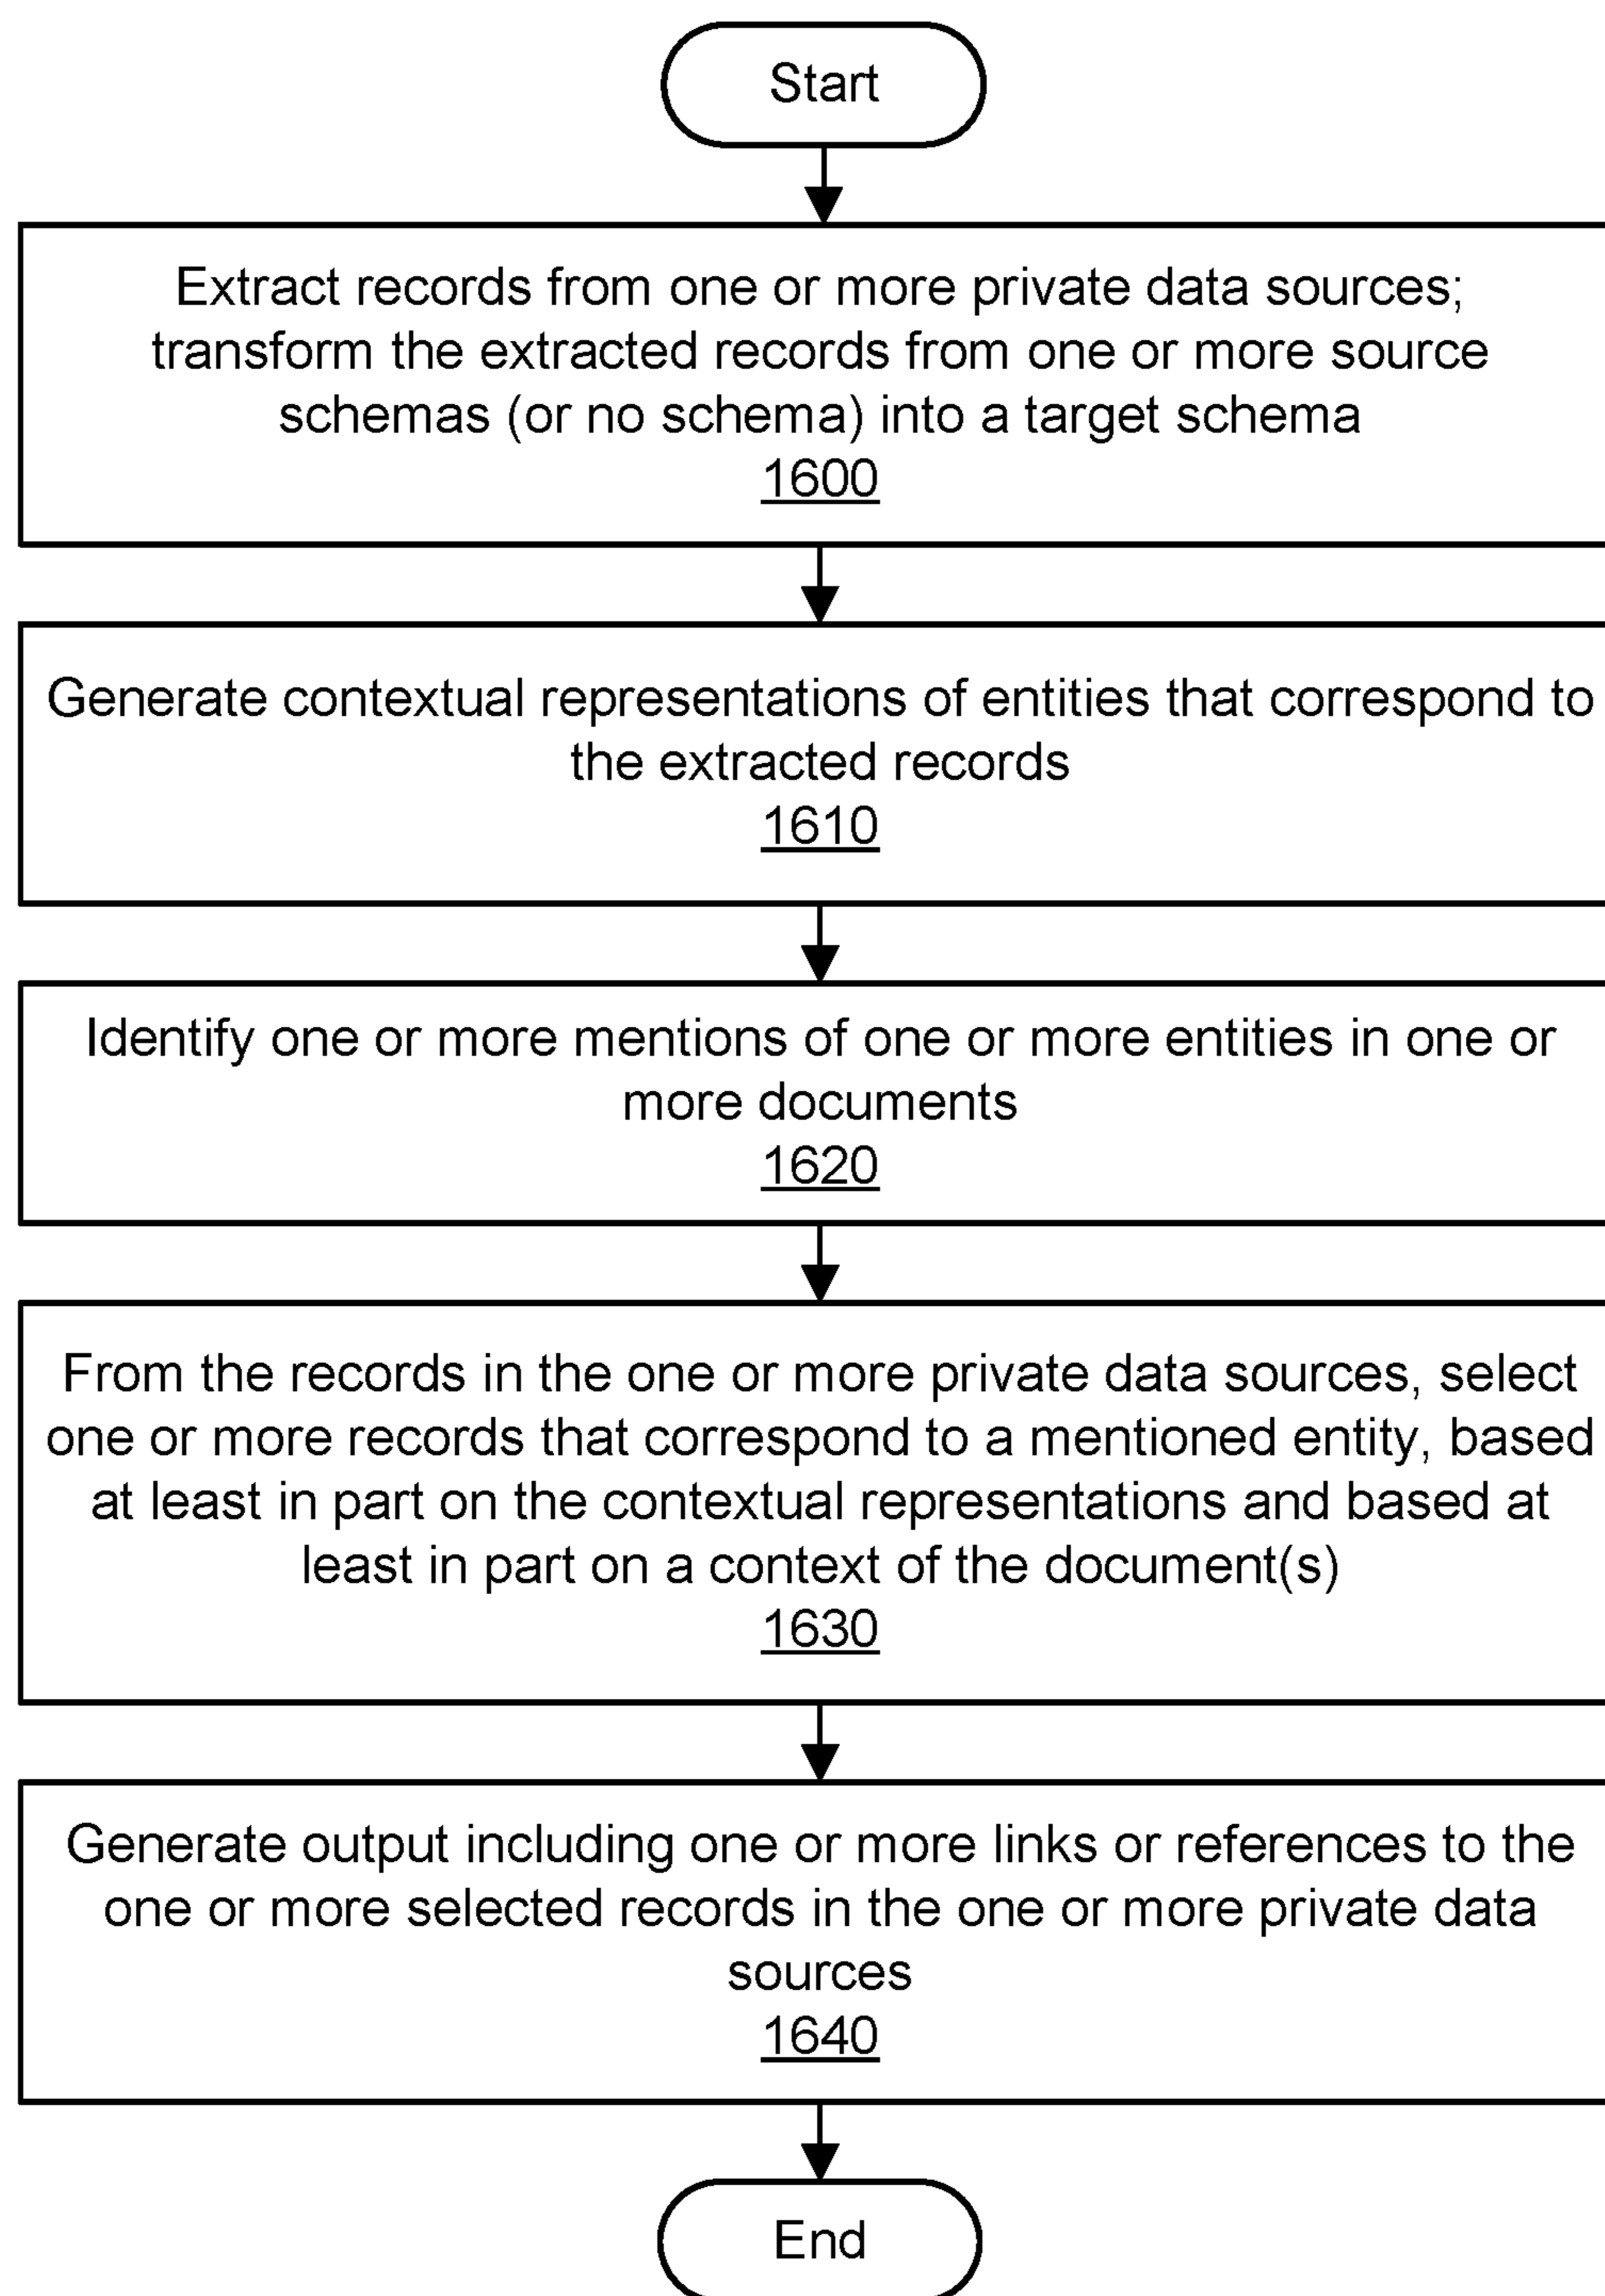 Start
Extract records from one or more private data sources;
transform the extracted records from one or more source
schemas (or no schema) into a target schema
1600
Generate contextual representations of entities that correspond to
the extracted records
1610
Identify one or more mentions of one or more entities in one or
more documents
1620
From the records in the one or more private data sources, select
one or more records that correspond to a mentioned entity, based
at least in part on the contextual representations and based at
least in part on a context of the document(s)
1630
Generate output including one or more links or references to the
one or more selected records in the one or more private data
sources
1640
End